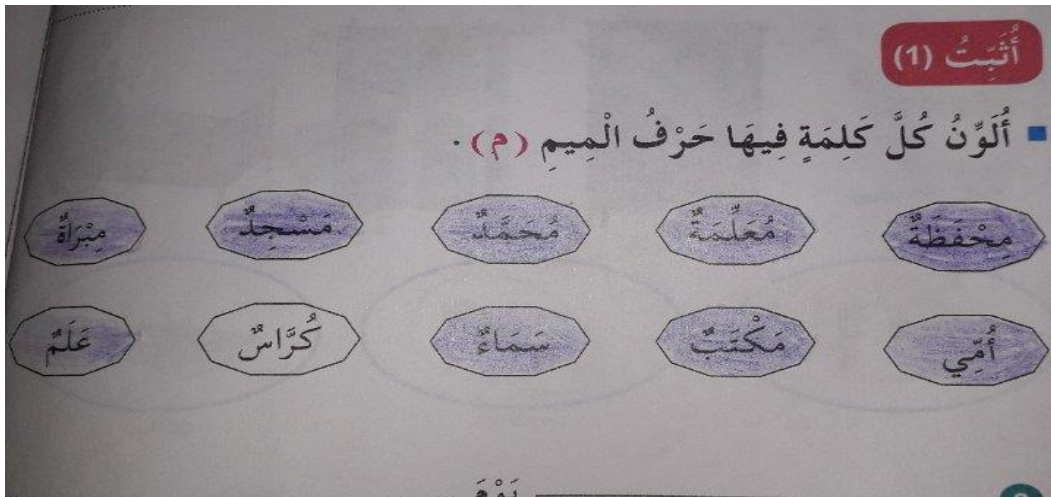 أُثَبِّتُ (1)
أُلَوِّنُ كُلَّ كَلِمَةٍ فِيهَا حَرْفُ الْمِيمِ (م).
مِحْفَظَةٌ مُعَلِّمَةٌ مُحَمَّدٌ مَسْجِدٌ مِبْرَاةٌ
أُمِّي مَكْتَبٌ سَمَاءٌ كُرَّاسٌ عَلَمٌ